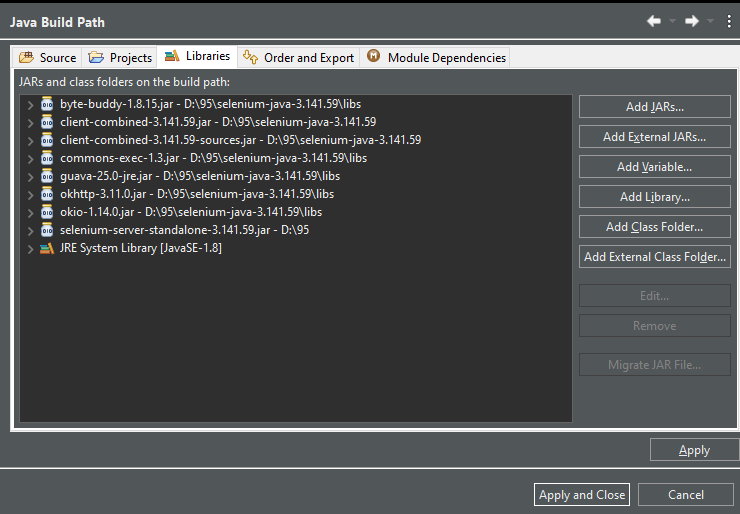 Java Build Path
Source Projects Libraries Order and Export Module Dependencies
JARs and class folders on the build path:
byte-buddy-1.8.15.jar - D:\95\selenium-java-3.141.59\libs
client-combined-3.141.59.jar - D:\95\selenium-java-3.141.59
client-combined-3.141.59-sources.jar - D:\95\selenium-java-3.141.59
commons-exec-1.3.jar - D:\95\selenium-java-3.141.59\libs
guava-25.0-jre.jar - D:\95\selenium-java-3.141.59\libs
okhttp-3.11.0.jar - D:\95\selenium-java-3.141.59\libs
okio-1.14.0.jar - D:\95\selenium-java-3.141.59\libs
selenium-server-standalone-3.141.59.jar - D:\95
JRE System Library [JavaSE-1.8]
Add JARs...
Add External JARs...
Add Variable...
Add Library...
Add Class Folder...
Add External Class Folder...
Edit...
Remove
Migrate JAR File...
Apply
Apply and Close Cancel